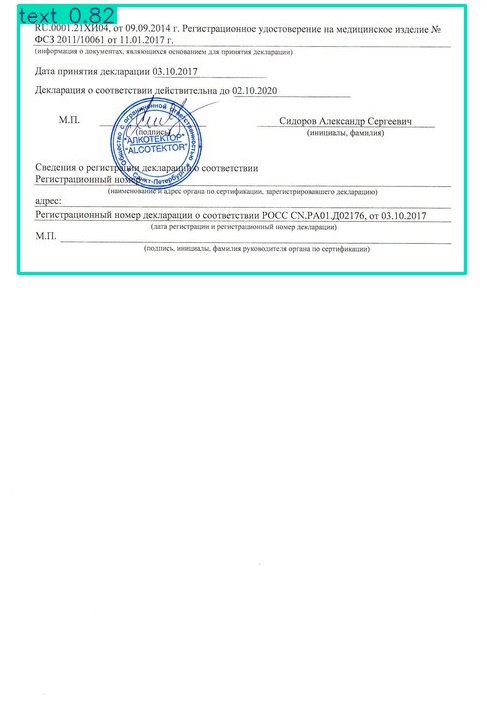 text 0.82
RU.0001.21ХИ04, от 09.09.2014 г. Регистрационное удостоверение на медицинское изделие №
ФСЗ 2011/10061 от 11.01.2017 г.
(информация о документах, являющихся основанием для принятия декларации)
Дата принятия декларации 03.10.2017
Декларация о соответствии действительна до 02.10.2020
М.П.
(подпись)
Сидоров Александр Сергеевич
(инициалы, фамилия)
Общество с ограниченной ответственностью
"АЛКОТЕКТОР"
"ALCOTEKTOR"
Санкт-Петербург
Сведения о регистрации декларации о соответствии
Регистрационный номер
(наименование и адрес органа по сертификации, зарегистрировавшего декларацию)
адрес:
Регистрационный номер декларации о соответствии РОСС CN.РА01.Д02176, от 03.10.2017
(дата регистрации и регистрационный номер декларации)
М.П.
(подпись, инициалы, фамилия руководителя органа по сертификации)